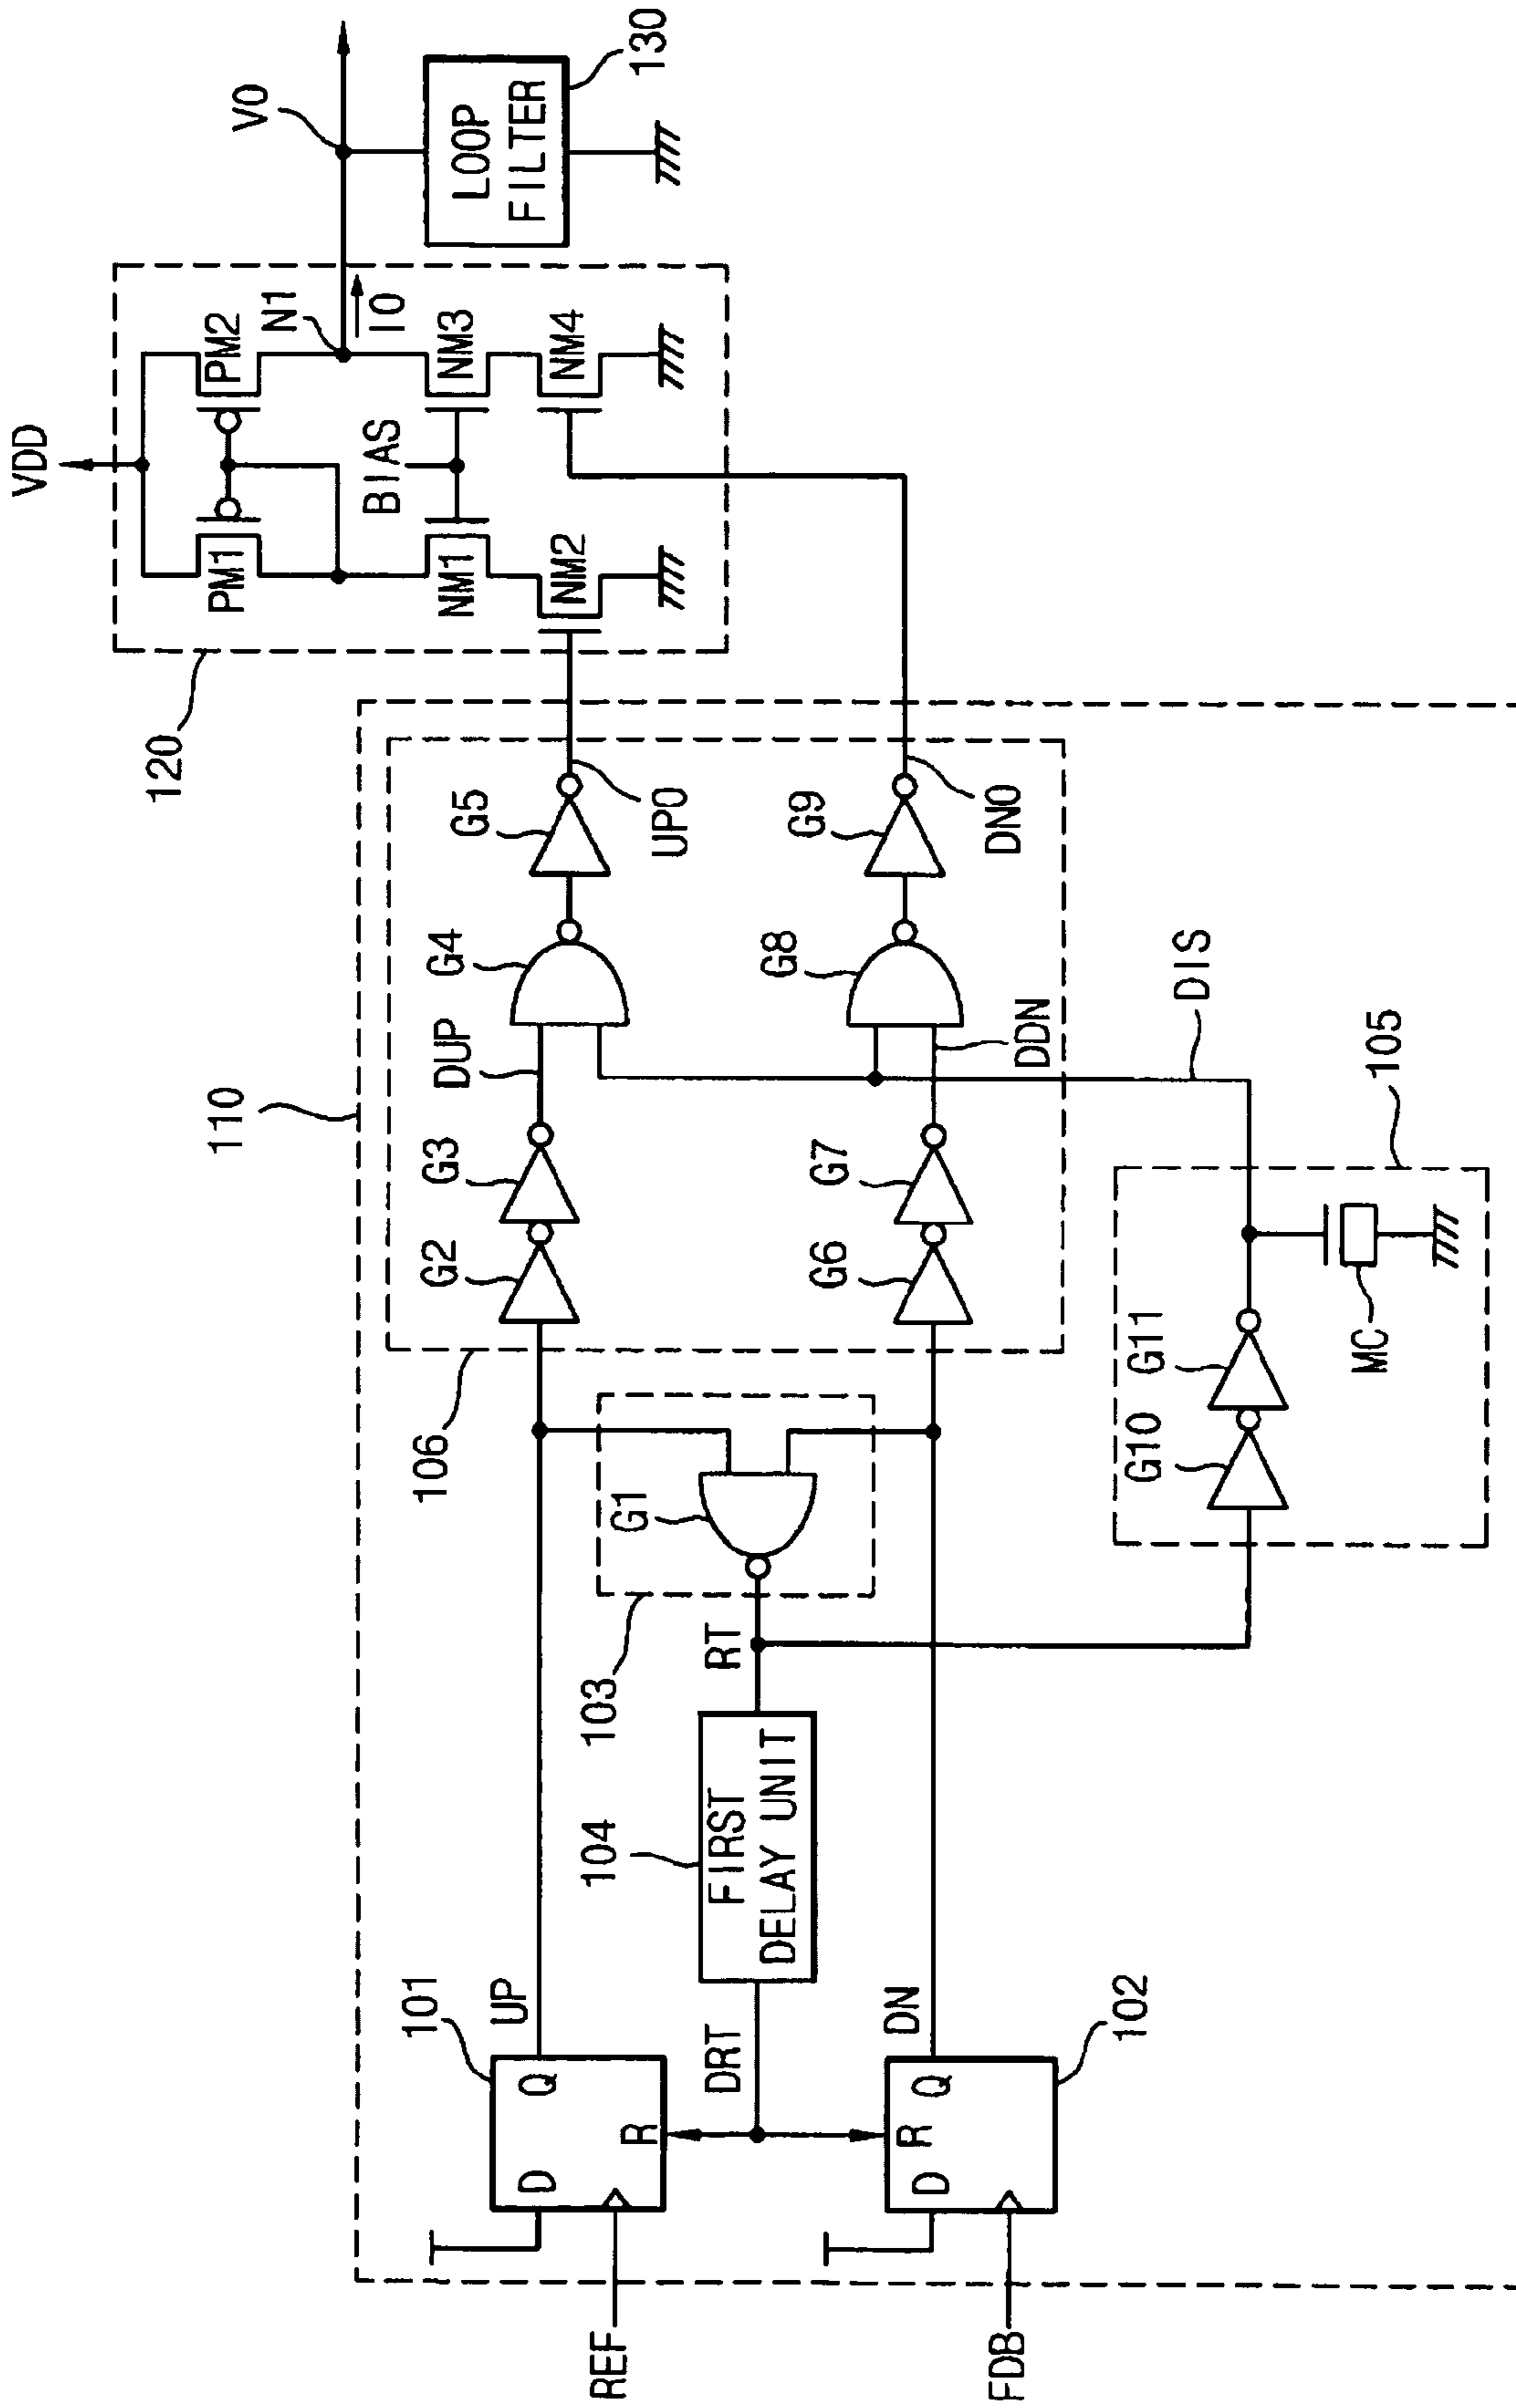 110
120
VDD
PM1
PM2
N1
VO
IO
BIAS
NM1
NM3
NM2
NM4
LOOP
FILTER
130
106
G2
G3
DUP
G4
G5
UPO
G6
G7
DDN
G8
G9
DNO
DIS
101
UP
D
Q
R
REF
104
FIRST
DELAY UNIT
DRT
RT
103
G1
DN
R
D
Q
102
FDB
G10
G11
MC
105